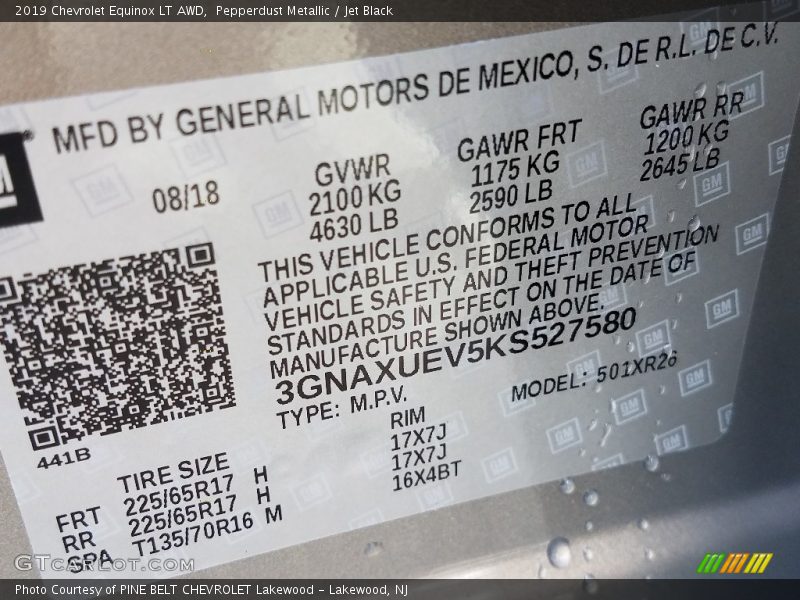 2019 Chevrolet Equinox LT AWD, Pepperdust Metallic / Jet Black
MFD BY GENERAL MOTORS DE MEXICO, S. DE R.L. DE C.V.
08/18
GVWR
2100 KG
4630 LB
GAWR FRT
1175 KG
2590 LB
GAWR RR
1200 KG
2645 LB
THIS VEHICLE CONFORMS TO ALL
APPLICABLE U.S. FEDERAL MOTOR
VEHICLE SAFETY AND THEFT PREVENTION
STANDARDS IN EFFECT ON THE DATE OF
MANUFACTURE SHOWN ABOVE.
3GNAXUEV5KS527580
TYPE: M.P.V.
MODEL: 501XR26
441B
TIRE SIZE RIM
FRT 225/65R17 H 17X7J
RR 225/65R17 H 17X7J
SPA T135/70R16 M 16X4BT
GTCarLot.com
Photo Courtesy of PINE BELT CHEVROLET Lakewood - Lakewood, NJ